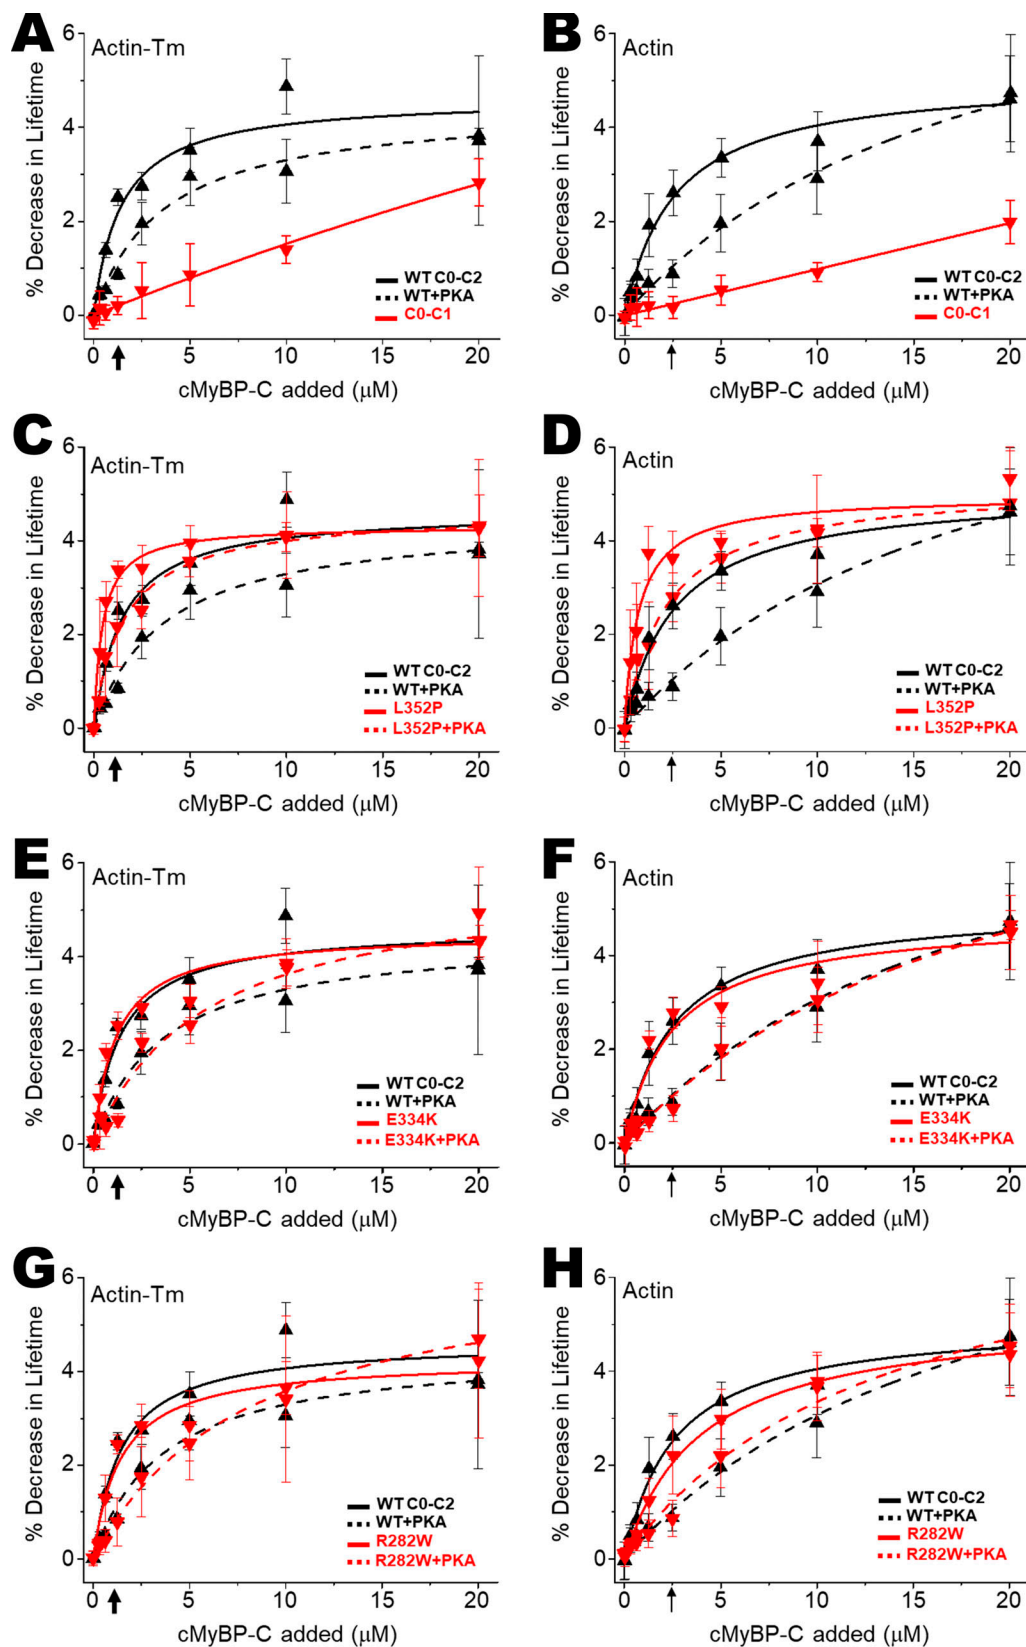 A
Actin-Tm
% Decrease in Lifetime
6
4
2
0
WT C0-C2
WT+PKA
C0-C1
0 5 10 15 20
cMyBP-C added (μM)
B
Actin
% Decrease in Lifetime
6
4
2
0
WT C0-C2
WT+PKA
C0-C1
0 5 10 15 20
cMyBP-C added (μM)
C
Actin-Tm
% Decrease in Lifetime
6
4
2
0
WT C0-C2
WT+PKA
L352P
L352P+PKA
0 5 10 15 20
cMyBP-C added (μM)
D
Actin
% Decrease in Lifetime
6
4
2
0
WT C0-C2
WT+PKA
L352P
L352P+PKA
0 5 10 15 20
cMyBP-C added (μM)
E
Actin-Tm
% Decrease in Lifetime
6
4
2
0
WT C0-C2
WT+PKA
E334K
E334K+PKA
0 5 10 15 20
cMyBP-C added (μM)
F
Actin
% Decrease in Lifetime
6
4
2
0
WT C0-C2
WT+PKA
E334K
E334K+PKA
0 5 10 15 20
cMyBP-C added (μM)
G
Actin-Tm
% Decrease in Lifetime
6
4
2
0
WT C0-C2
WT+PKA
R282W
R282W+PKA
0 5 10 15 20
cMyBP-C added (μM)
H
Actin
% Decrease in Lifetime
6
4
2
0
WT C0-C2
WT+PKA
R282W
R282W+PKA
0 5 10 15 20
cMyBP-C added (μM)